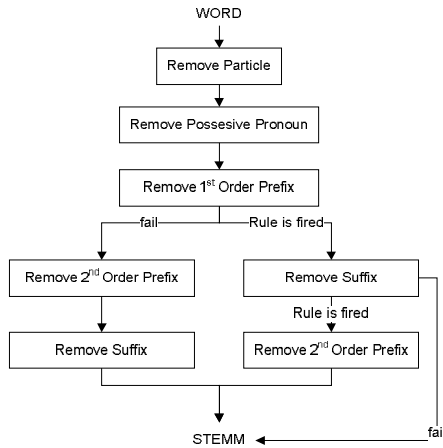 WORD
Remove Particle
Remove Possesive Pronoun
Remove 1st Order Prefix
fail
Rule is fired
Remove 2nd Order Prefix
Remove Suffix
Rule is fired
Remove Suffix
Remove 2nd Order Prefix
fai
STEMM